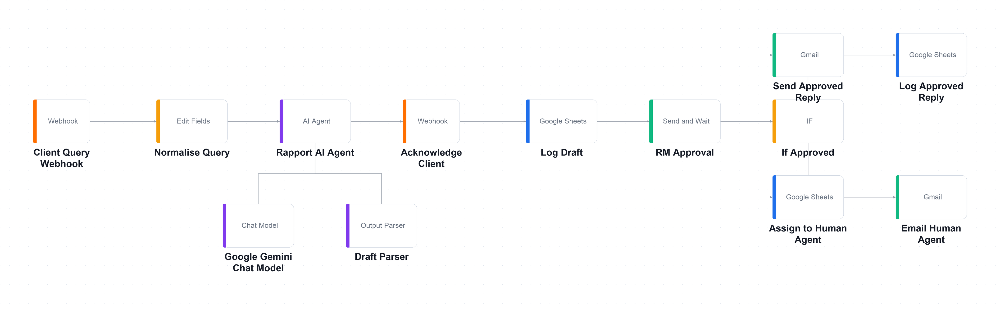 Gmail
Send Approved
Reply
Google Sheets
Log Approved
Reply
Webhook
Client Query
Webhook
Edit Fields
Normalise Query
AI Agent
Rapport AI Agent
Webhook
Acknowledge
Client
Google Sheets
Log Draft
Send and Wait
RM Approval
IF
If Approved
Chat Model
Google Gemini
Chat Model
Output Parser
Draft Parser
Google Sheets
Assign to Human
Agent
Gmail
Email Human
Agent